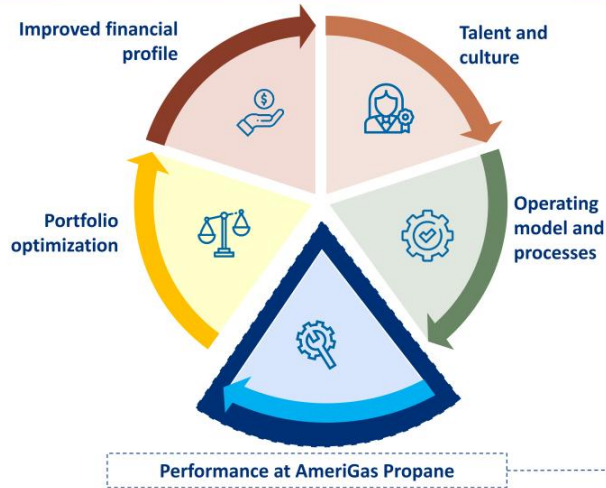 Improved financial
profile
Talent and
culture
Portfolio
optimization
Operating
model and
processes
$
Performance at AmeriGas Propane